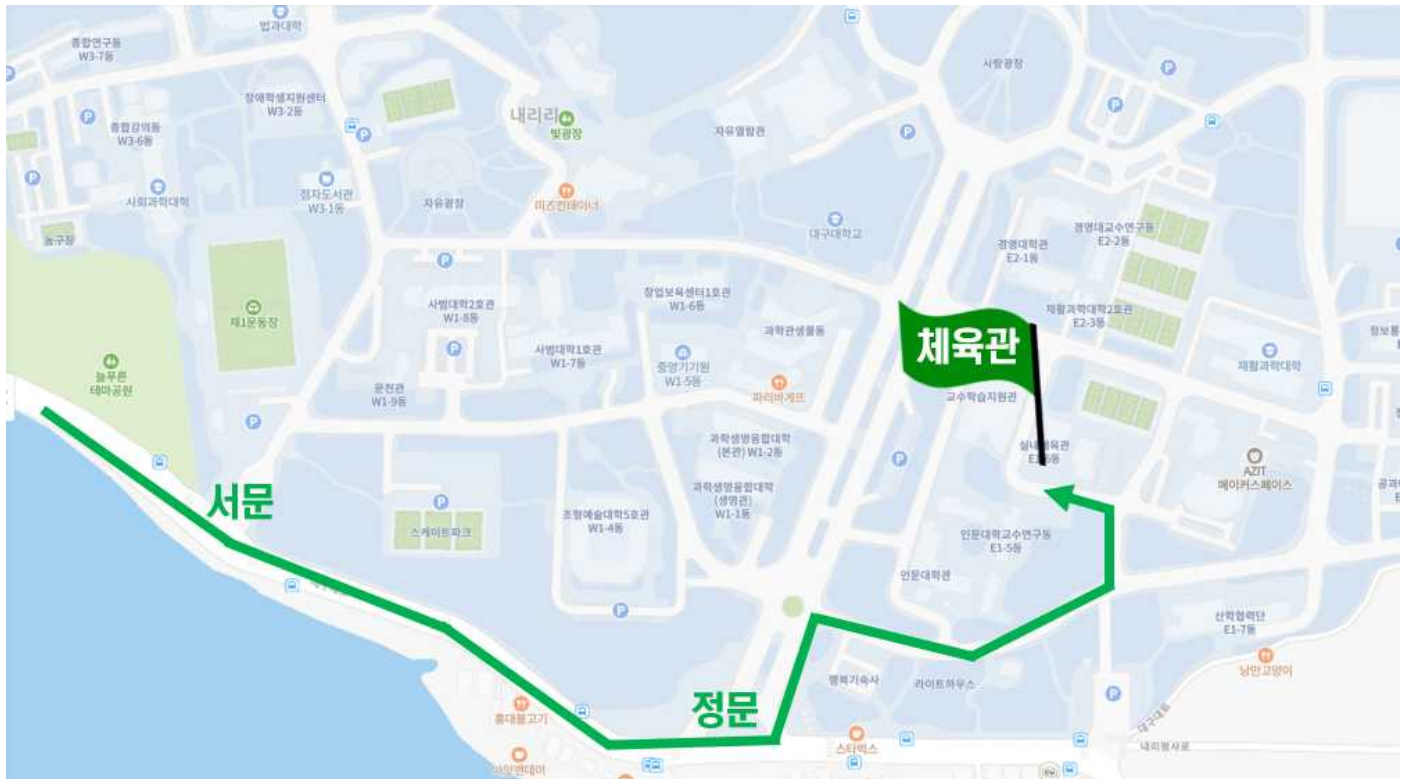 법과대학
종합연구동
W3-7동
장애학생지원센터
W3-2동
종합강의동
W3-6동
사회과학대학
점자도서관
W3-1동
자유광장
내리리
빛광장
미즈컨테이너
자유열람관
사랑광장
대구대학교
농구장
제1운동장
늘푸른
테마공원
사범대학2호관
W1-8동
사범대학1호관
W1-7동
창업보육센터1호관
W1-6동
중앙기기원
W1-5동
과학관생물동
파리바게뜨
문천관
W1-9동
경영대학관
E2-1동
경영대교수연구동
E2-2동
재활과학대학2호관
E2-3동
재활과학대학
체육관
교수학습지원관
AZIT
메이커스페이스
과학생명융합대학
(본관) W1-2동
과학생명융합대학
(생명관)
W1-1동
조형예술대학5호관
W1-4동
스케이트파크
인문대학교수연구동
E1-5동
인문대학관
산학협력단
E1-7동
낭만고양이
행복기숙사
라이트하우스
서문
정문
홍대불고기
스타벅스
대구대로
내리평사로